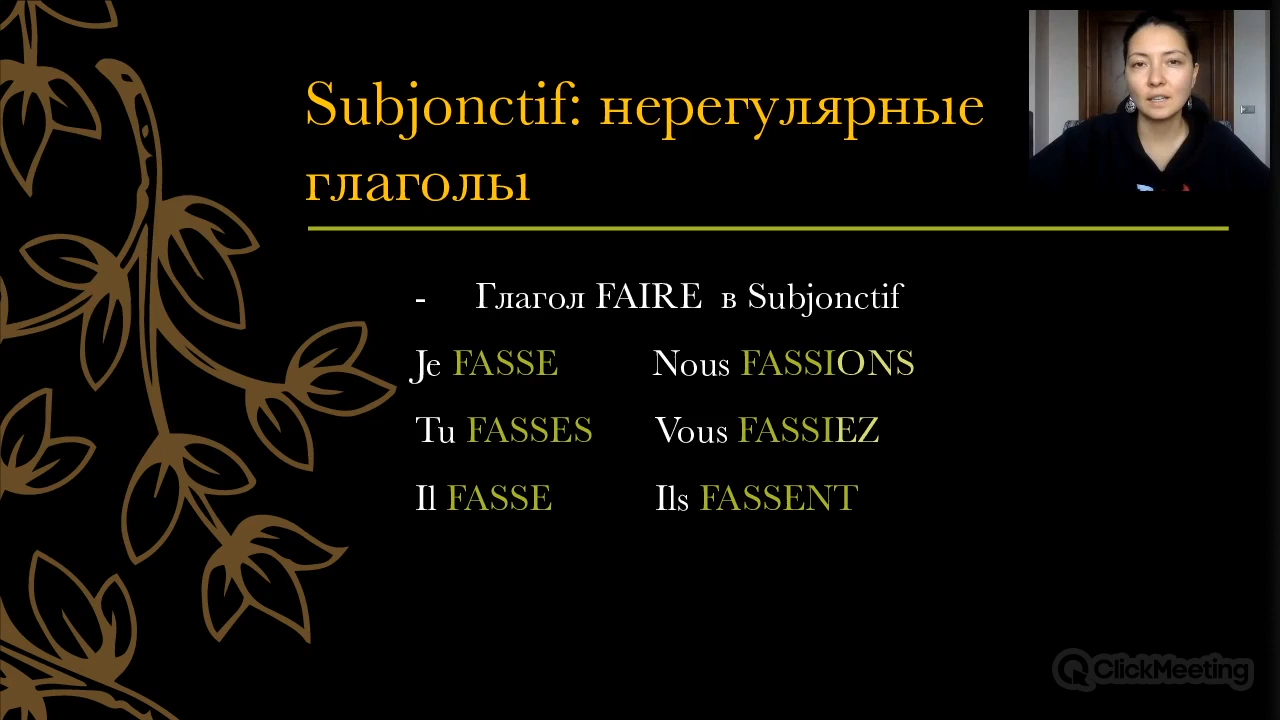 Subjonctif: нерегулярные
глаголы
- Глагол FAIRE в Subjonctif
Je FASSE Nous FASSIONS
Tu FASSES Vous FASSIEZ
Il FASSE Ils FASSENT
ClickMeeting